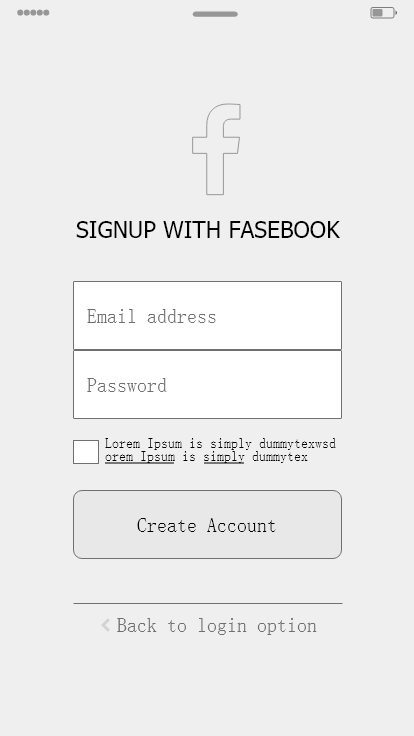 SIGNUP WITH FASEBOOK
Email address
Password
Lorem Ipsum is simply dummytexwsd
orem Ipsum is simply dummytex
Create Account
Back to login option